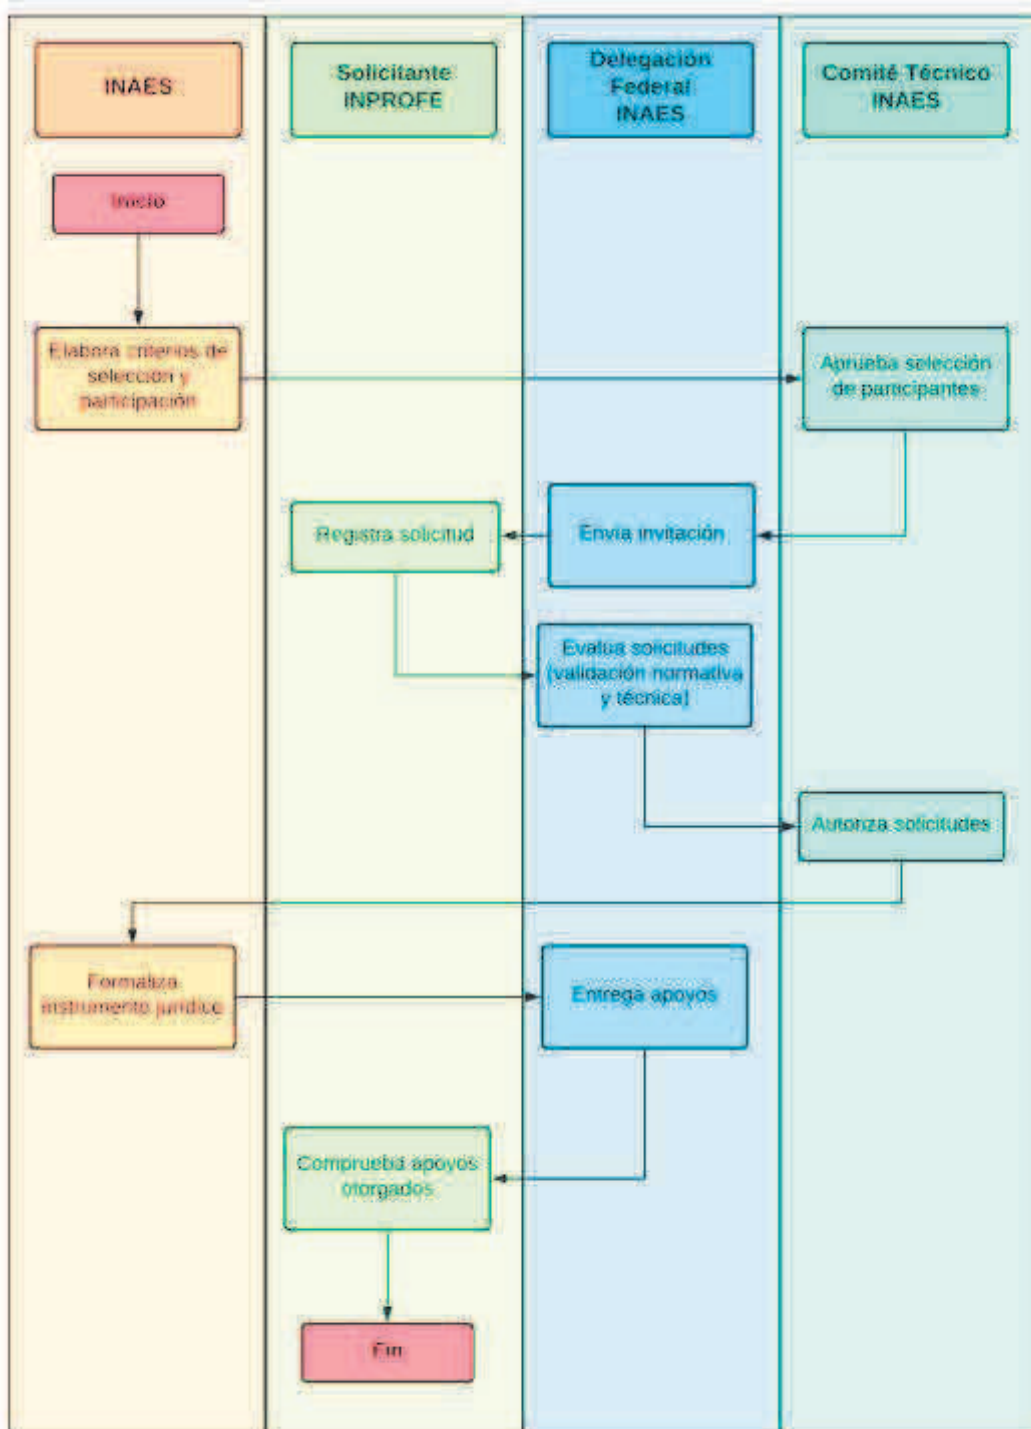 INAES
Solicitante
INPROFE
Delegación
Federal
INAES
Comité Técnico
INAES
Inicio
Elabora criterios de
selección y
participación
Aprueba selección
de participantes
Registra solicitud
Envía invitación
Evalua solicitudes
(validación normativa
y técnica)
Autoriza solicitudes
Formaliza
instrumento jurídico
Entrega apoyos
Comprueba apoyos
otorgados
Fin